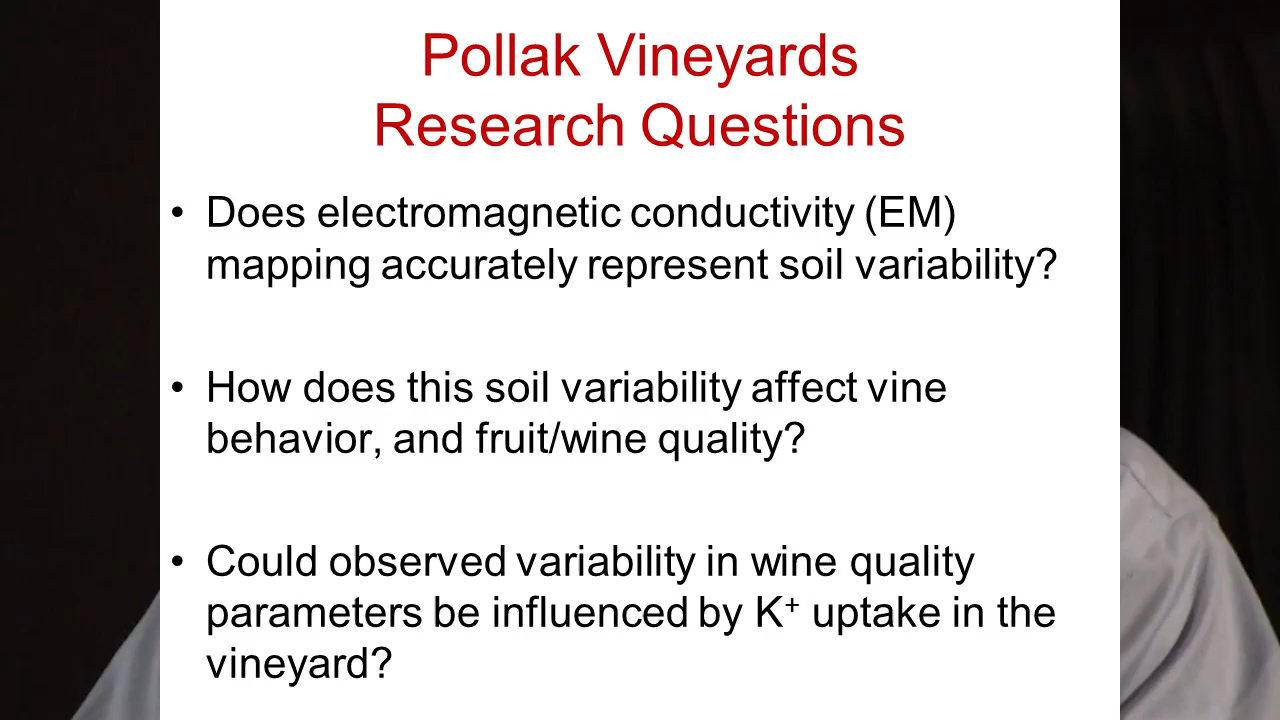 Pollak Vineyards
Research Questions
• Does electromagnetic conductivity (EM)
mapping accurately represent soil variability?
• How does this soil variability affect vine
behavior, and fruit/wine quality?
• Could observed variability in wine quality
parameters be influenced by K⁺ uptake in the
vineyard?